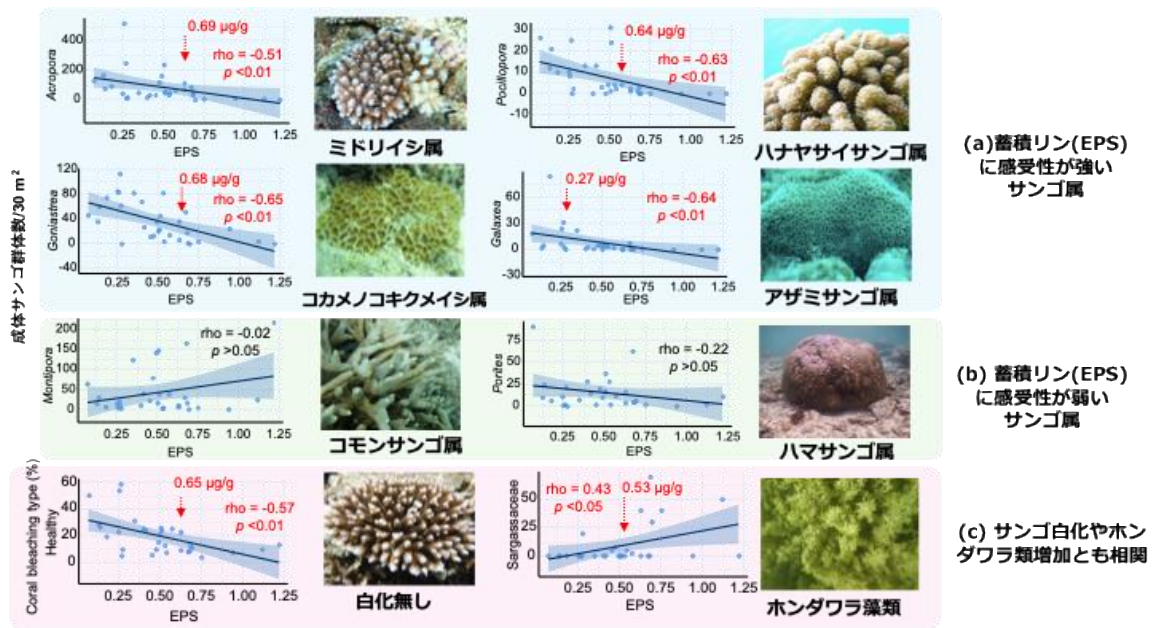 成体サンゴ群体数/30 m²
Acropora
400
200
0
0.69 µg/g
rho = -0.51
p <0.01
0.25 0.50 0.75 1.00 1.25
EPS
ミドリイシ属
Pocillopora
30
20
10
0
-10
0.64 µg/g
rho = -0.63
p <0.01
0.25 0.50 0.75 1.00 1.25
EPS
ハナヤサイサンゴ属
Goniastrea
120
80
40
0
-40
0.68 µg/g
rho = -0.65
p <0.01
0.25 0.50 0.75 1.00 1.25
EPS
コカメノコキクメイシ属
Galaxea
60
30
0
-30
0.27 µg/g
rho = -0.64
p <0.01
0.25 0.50 0.75 1.00 1.25
EPS
アザミサンゴ属
(a)蓄積リン(EPS)
に感受性が強い
サンゴ属
Montipora
200
150
100
50
0
rho = -0.02
p >0.05
0.25 0.50 0.75 1.00 1.25
EPS
コモンサンゴ属
Porites
75
50
25
0
rho = -0.22
p >0.05
0.25 0.50 0.75 1.00 1.25
EPS
ハマサンゴ属
(b) 蓄積リン(EPS)
に感受性が弱い
サンゴ属
Coral bleaching type (%)
Healthy
60
40
20
0
0.65 µg/g
rho = -0.57
p <0.01
0.25 0.50 0.75 1.00 1.25
EPS
白化無し
Sargassaceae
50
25
0
rho = 0.43
p <0.05
0.53 µg/g
0.25 0.50 0.75 1.00 1.25
EPS
ホンダワラ藻類
(c) サンゴ白化やホン
ダワラ類増加とも相関